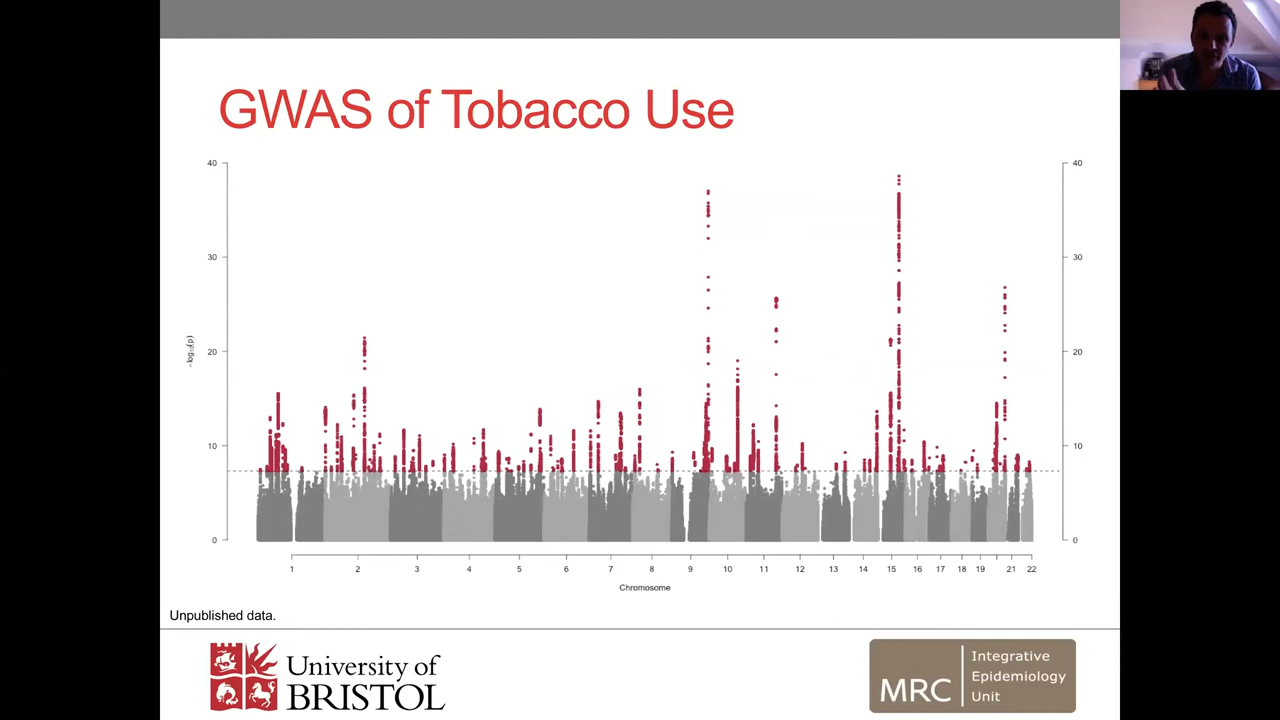 GWAS of Tobacco Use
40
40
30
30
20
20
10
10
0
0
-log10(p)
1 2 3 4 5 6 7 8 9 10 11 12 13 14 15 16 17 18 19 21 22
Chromosome
Unpublished data.
University of
BRISTOL
MRC
Integrative
Epidemiology
Unit